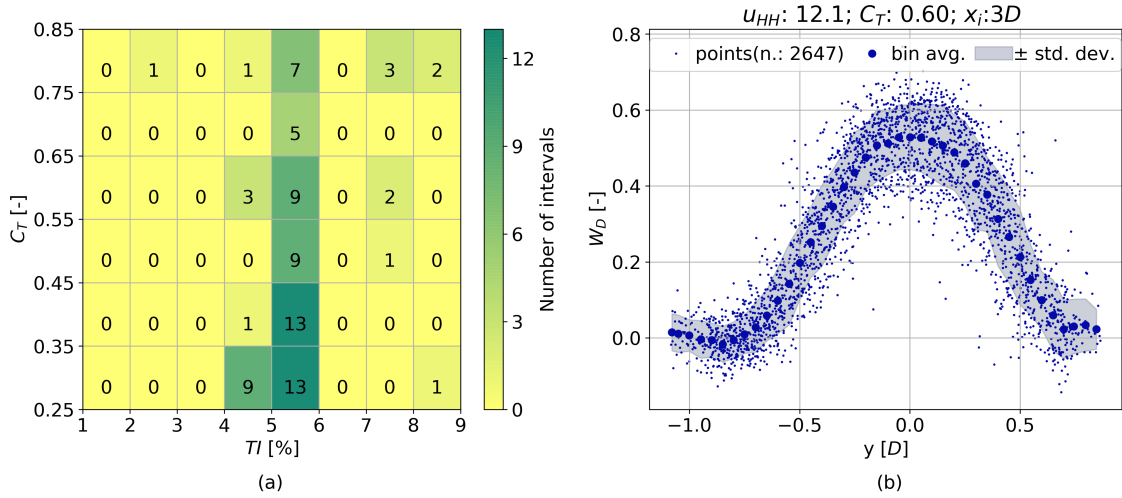 0.85
0.75
0.65
0.55
0.45
0.35
0.25
C_T [-]
0 1 0 1 7 0 3 2
0 0 0 0 5 0 0 0
0 0 0 3 9 0 2 0
0 0 0 0 9 0 1 0
0 0 0 1 13 0 0 0
0 0 0 9 13 0 0 1
1 2 3 4 5 6 7 8 9
TI [%]
(a)
12
9
6
3
0
Number of intervals
u_HH: 12.1; C_T: 0.60; x_i:3D
points(n.: 2647) bin avg. ± std. dev.
0.8
0.6
0.4
0.2
0.0
W_D [-]
−1.0 −0.5 0.0 0.5
y [D]
(b)